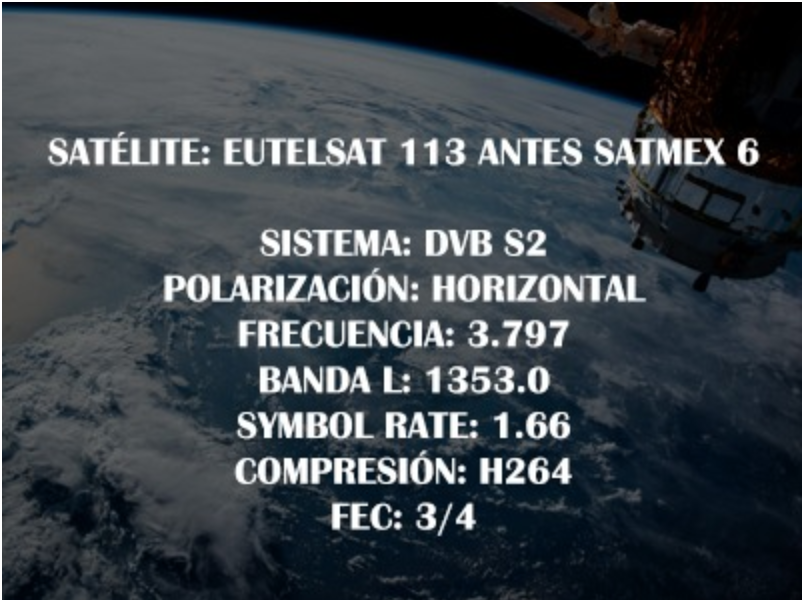 SATÉLITE: EUTELSAT 113 ANTES SATMEX 6
SISTEMA: DVB S2
POLARIZACIÓN: HORIZONTAL
FRECUENCIA: 3.797
BANDA L: 1353.0
SYMBOL RATE: 1.66
COMPRESIÓN: H264
FEC: 3/4